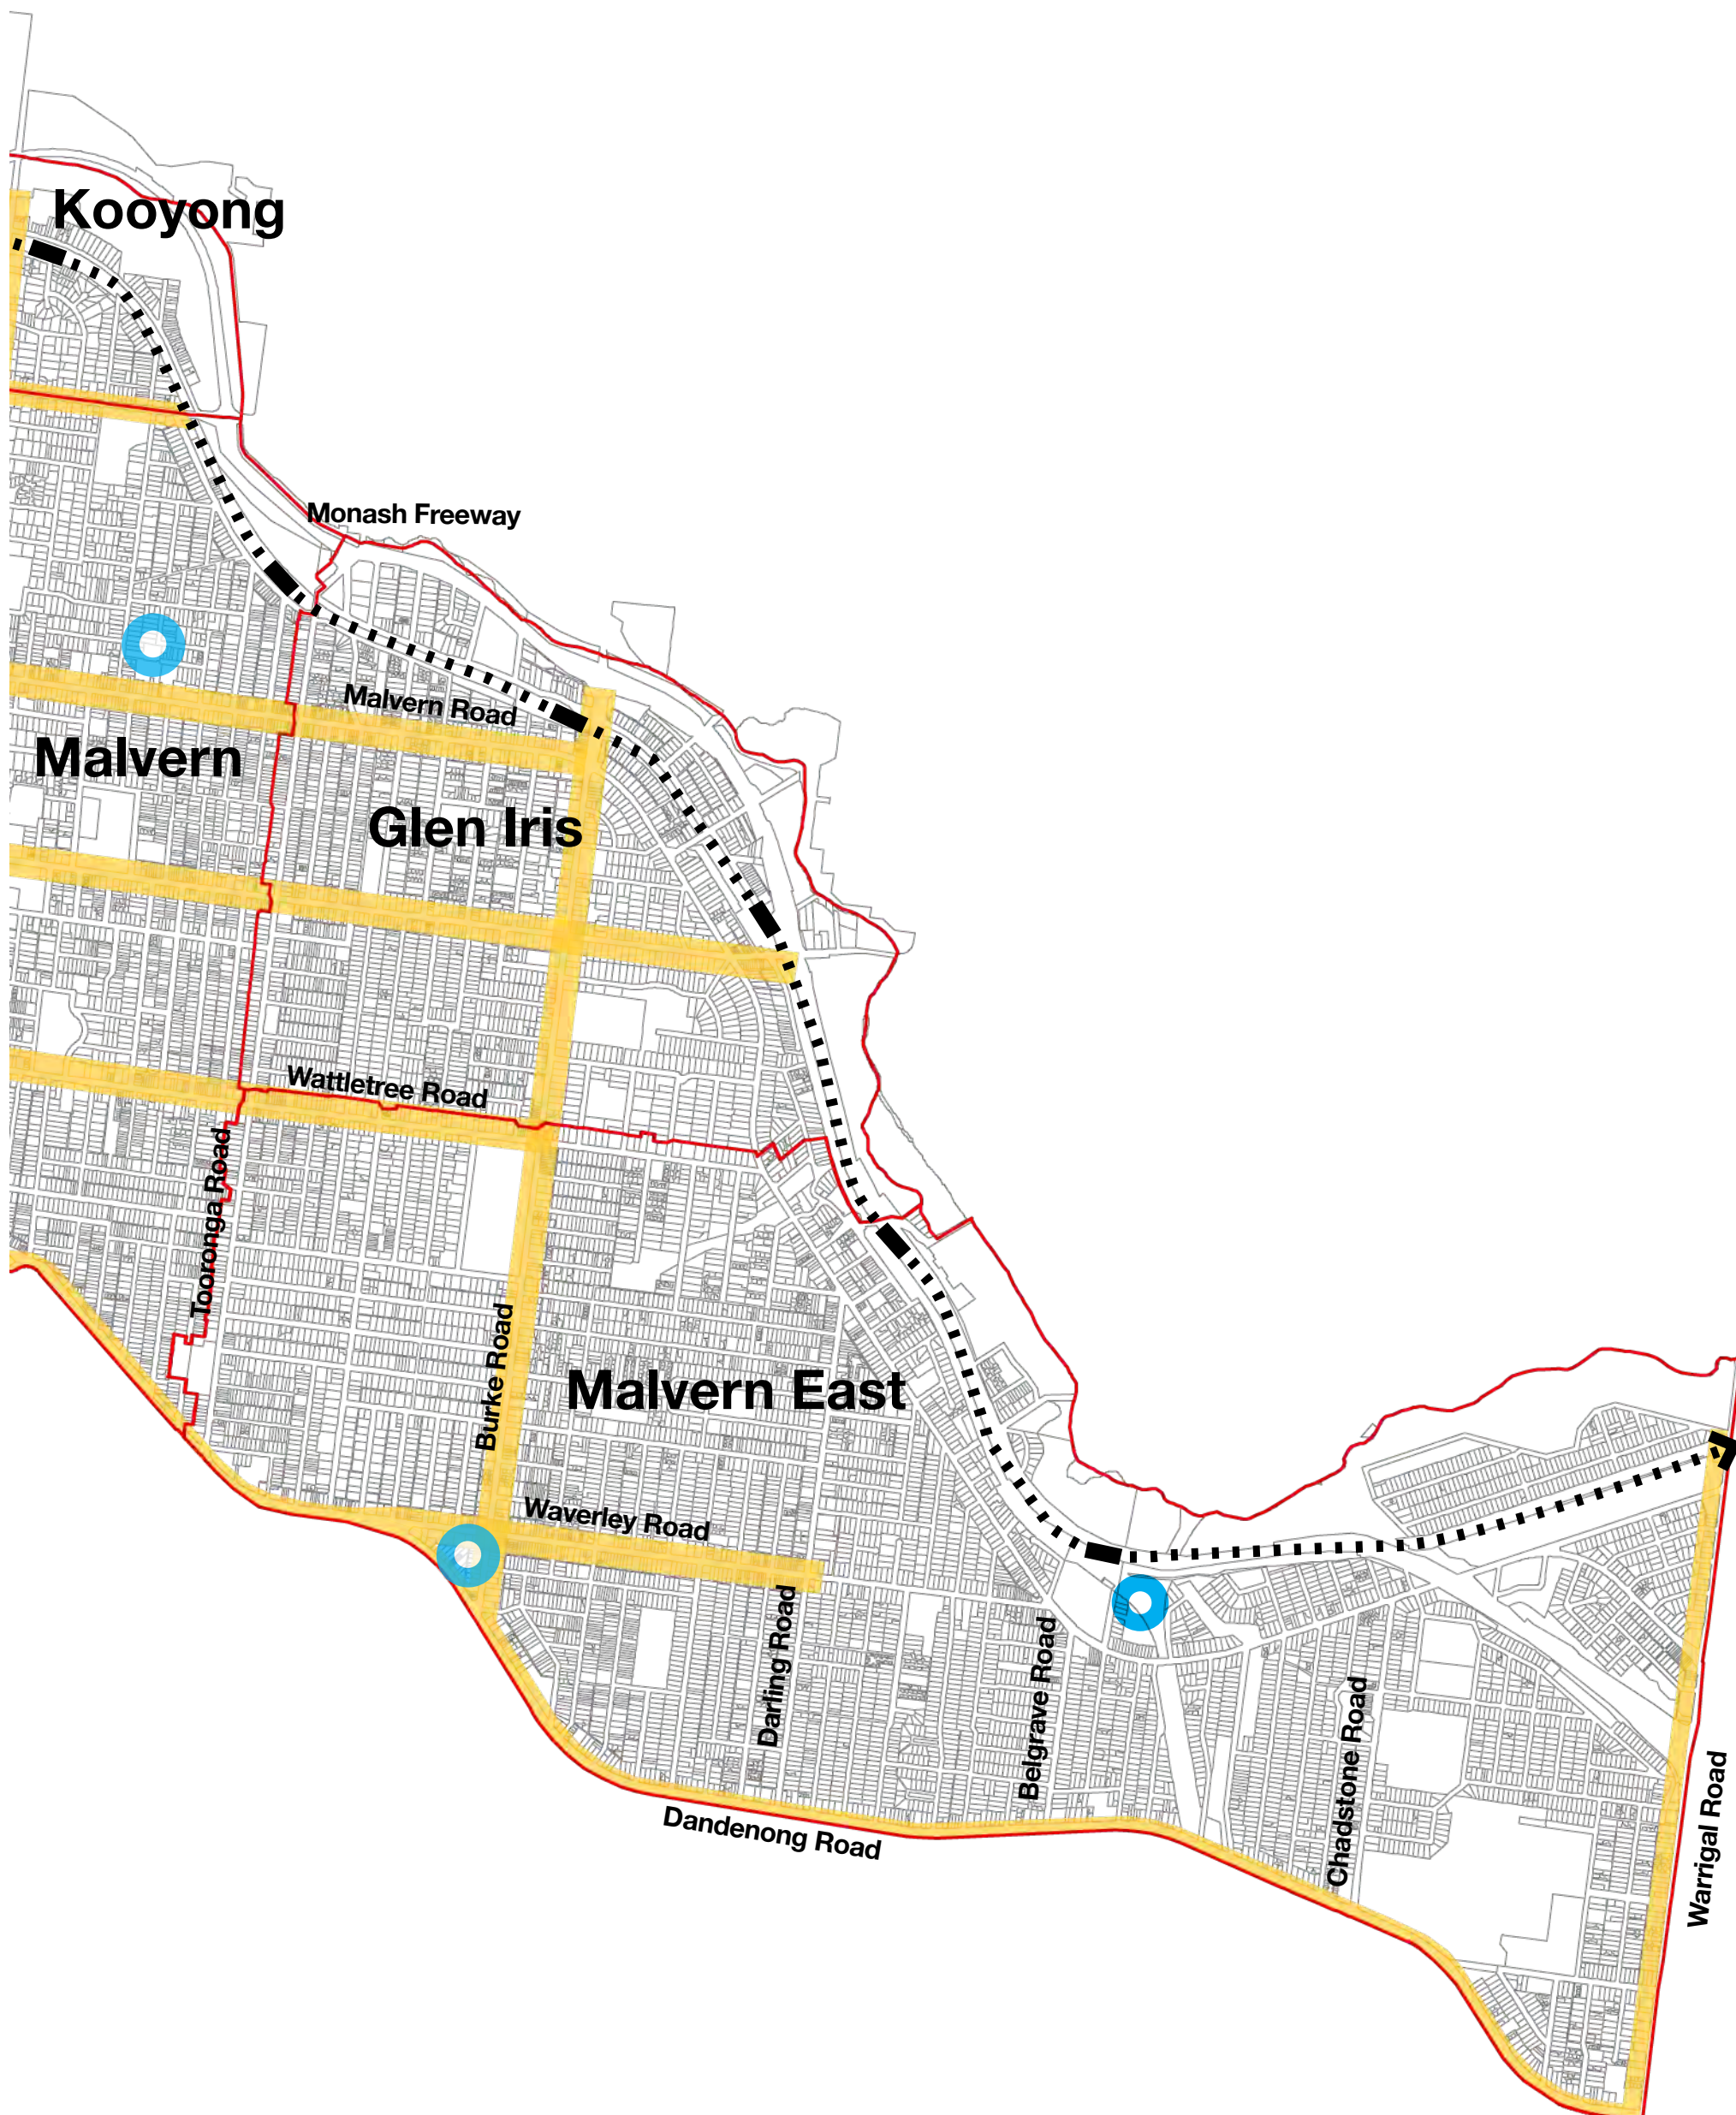 Kooyong
Monash Freeway
Malvern Road
Malvern
Glen Iris
Wattletree Road
Tooronga Road
Burke Road
Malvern East
Waverley Road
Darling Road
Belgrave Road
Chadstone Road
Warrigal Road
Dandenong Road